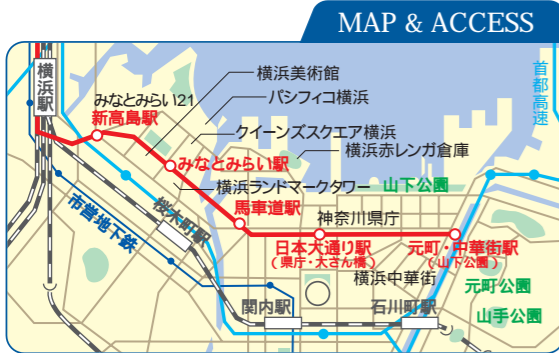 MAP & ACCESS
横浜駅
みなとみらい21
新高島駅
横浜美術館
パシフィコ横浜
クイーンズスクエア横浜
横浜赤レンガ倉庫
首都高速
みなとみらい駅
横浜ランドマークタワー
山下公園
馬車道駅
桜木町駅
市営地下鉄
神奈川県庁
日本大通り駅
(県庁・大さん橋)
元町・中華街駅
(山下公園)
横浜中華街
元町公園
関内駅
石川町駅
山手公園